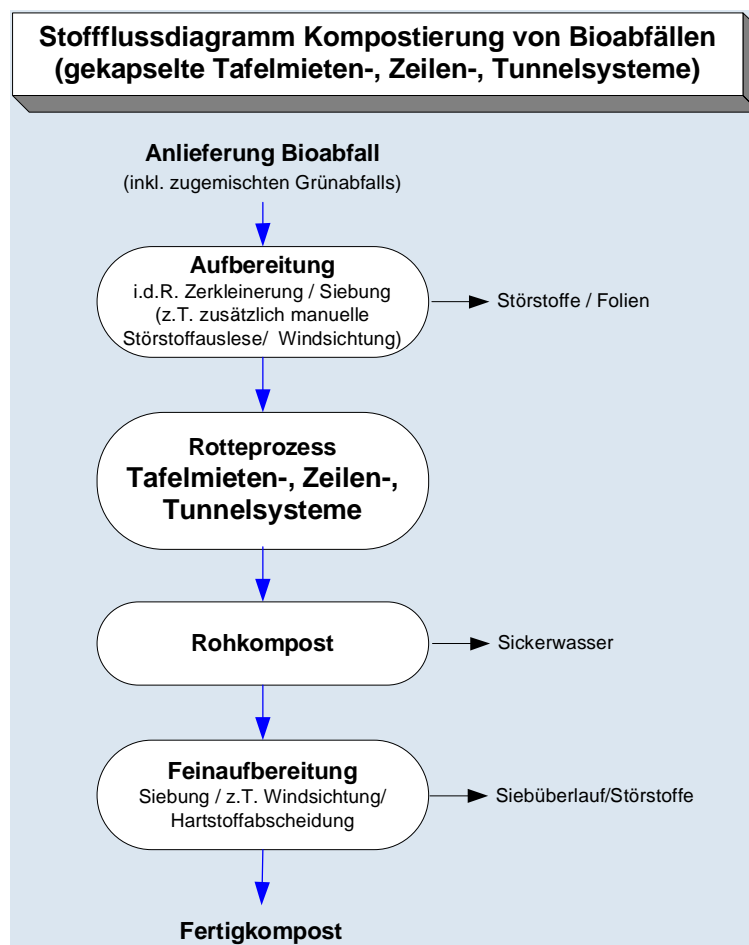 Stoffflussdiagramm Kompostierung von Bioabfällen
(gekapselte Tafelmieten-, Zeilen-, Tunnelsysteme)
Anlieferung Bioabfall
(inkl. zugemischten Grünabfalls)
Aufbereitung
i.d.R. Zerkleinerung / Siebung
(z.T. zusätzlich manuelle
Störstoffauslese/ Windsichtung)
Störstoffe / Folien
Rotteprozess
Tafelmieten-, Zeilen-,
Tunnelsysteme
Rohkompost
Sickerwasser
Feinaufbereitung
Siebung / z.T. Windsichtung/
Hartstoffabscheidung
Siebüberlauf/Störstoffe
Fertigkompost